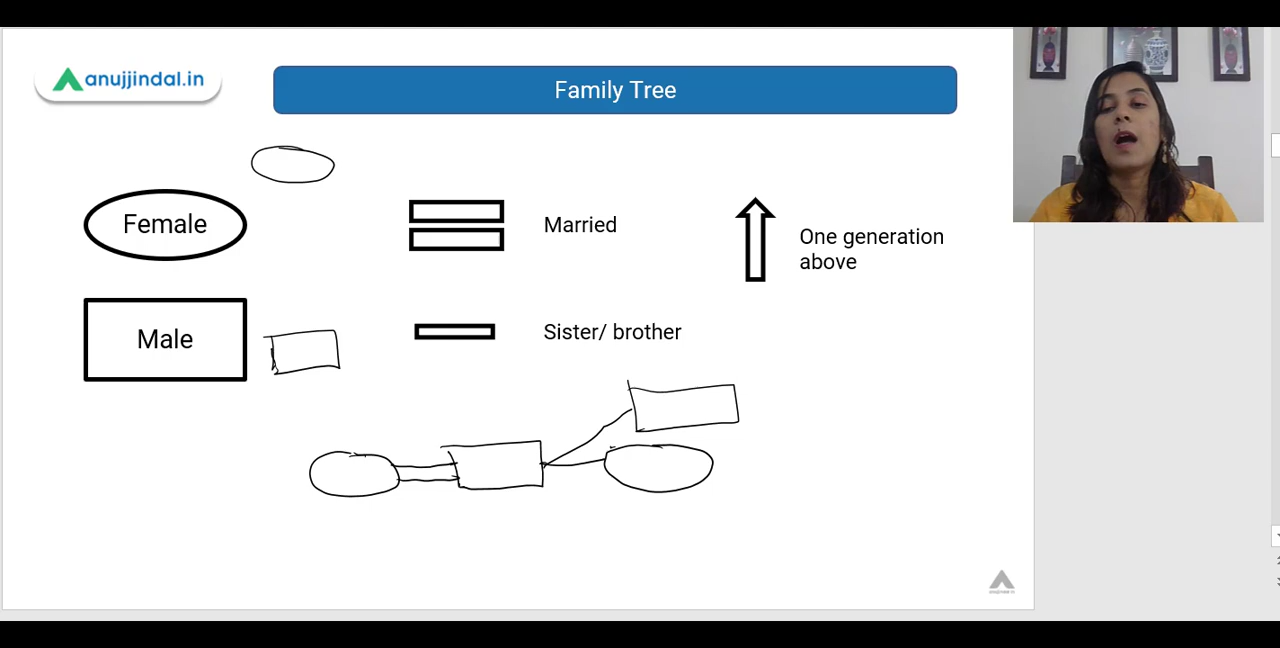 anujjindal.in
Family Tree
Female
Married
One generation
above
Male
Sister/ brother